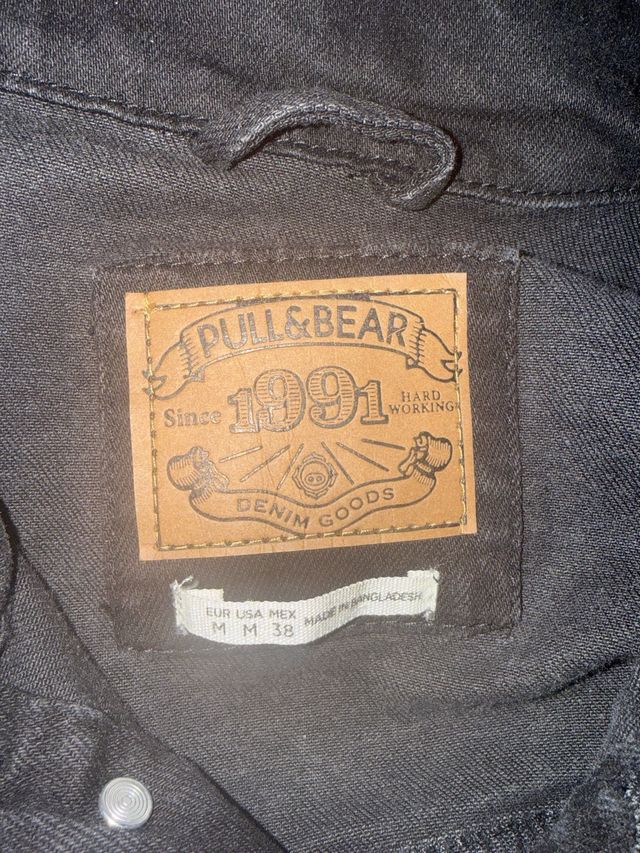 PULL&BEAR
Since 1991 HARD WORKING
DENIM GOODS
EUR USA MEX MADE IN BANGLADESH
M M 38